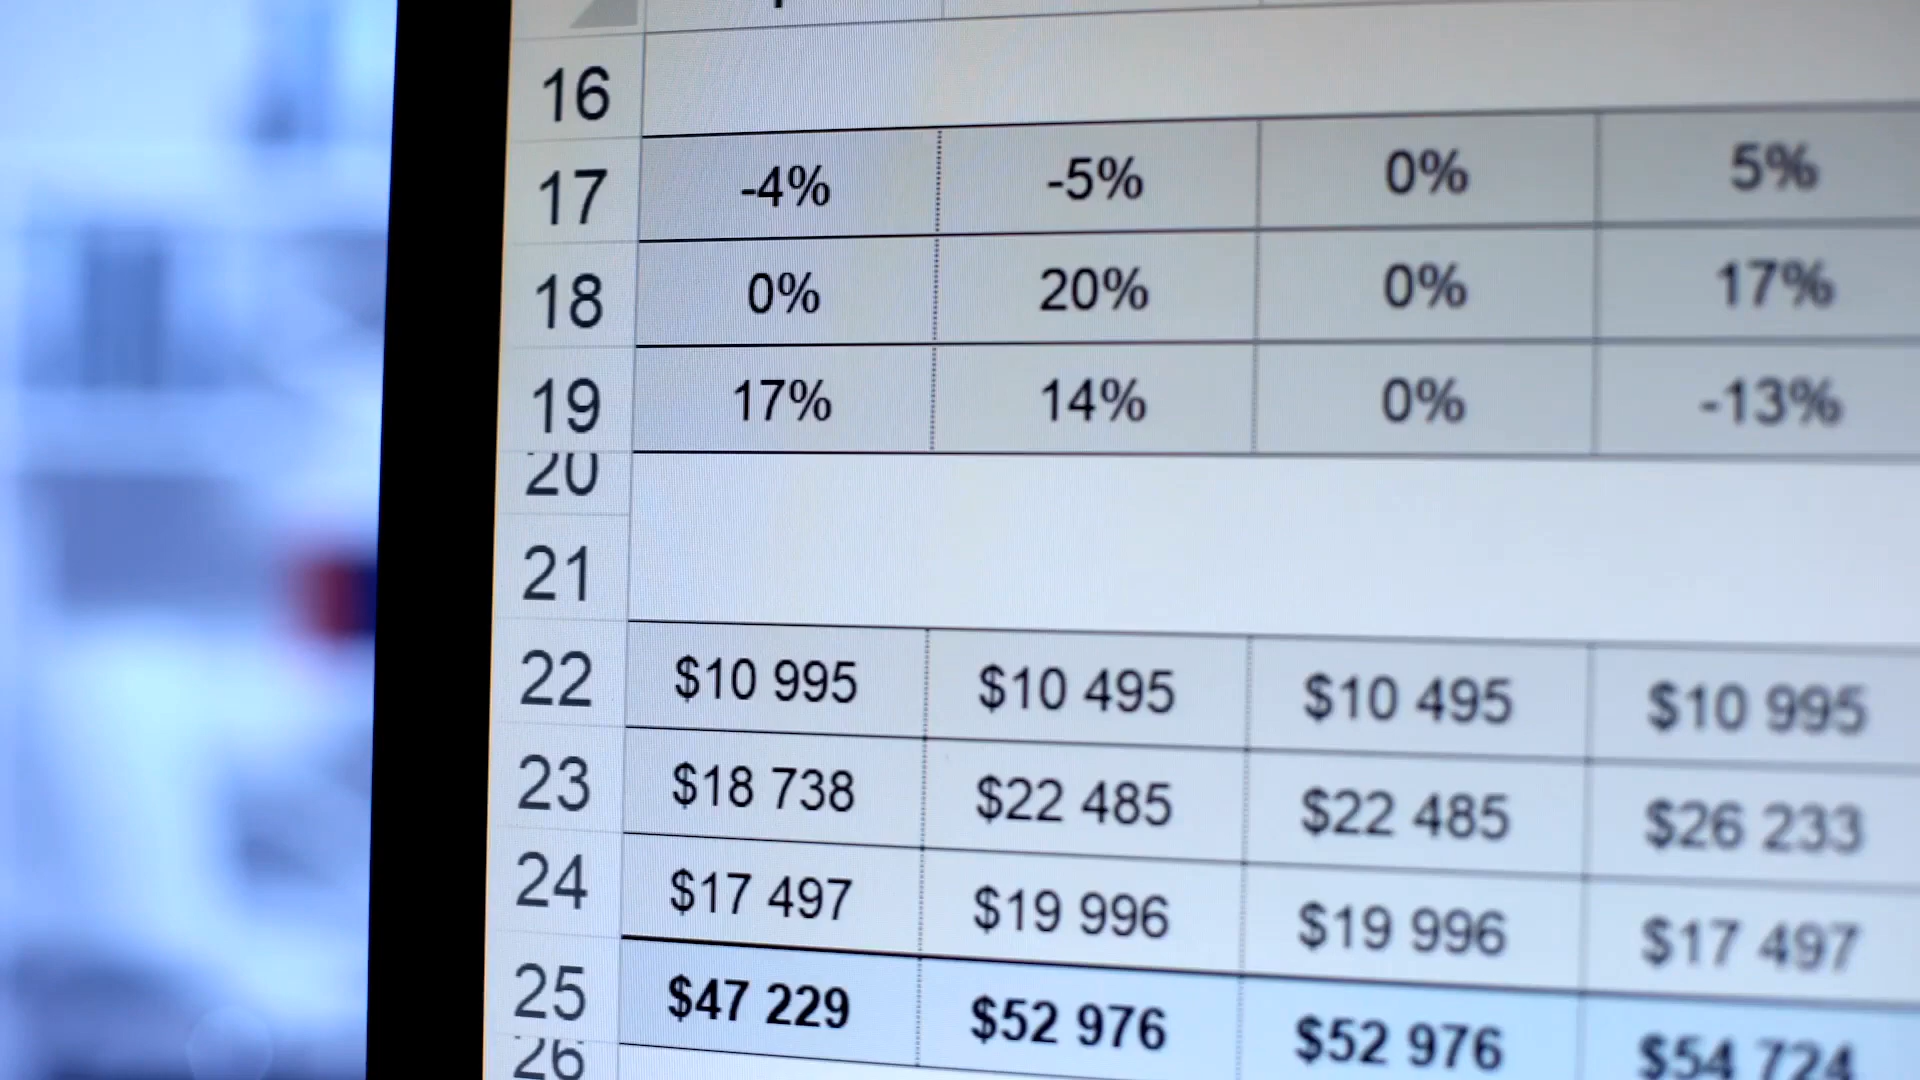 16
17 -4% -5% 0% 5%
18 0% 20% 0% 17%
19 17% 14% 0% -13%
20
21
22 $10 995 $10 495 $10 495 $10 995
23 $18 738 $22 485 $22 485 $26 233
24 $17 497 $19 996 $19 996 $17 497
25 $47 229 $52 976 $52 976 $54 724
26